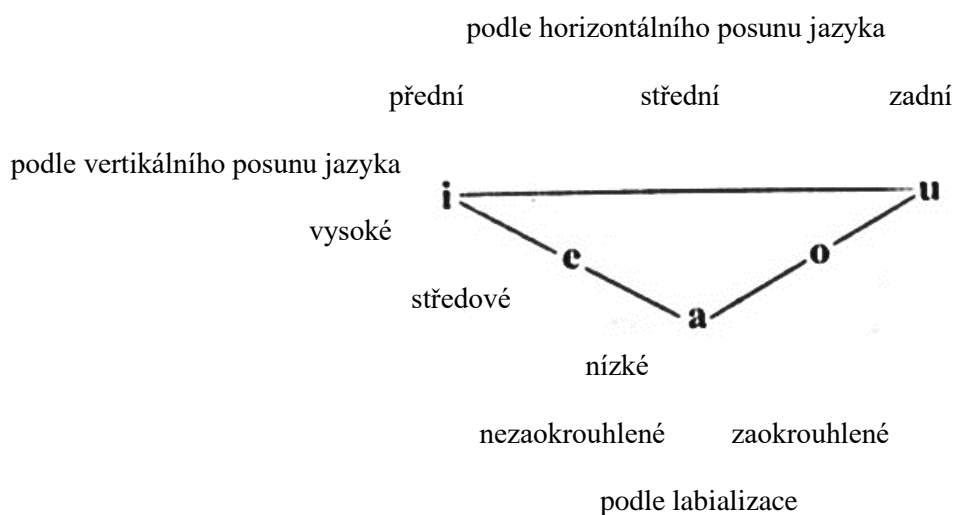 podle horizontálního posunu jazyka
přední střední zadní
podle vertikálního posunu jazyka
i u
vysoké
e o
středové
a
nízké
nezaokrouhlené zaokrouhlené
podle labializace